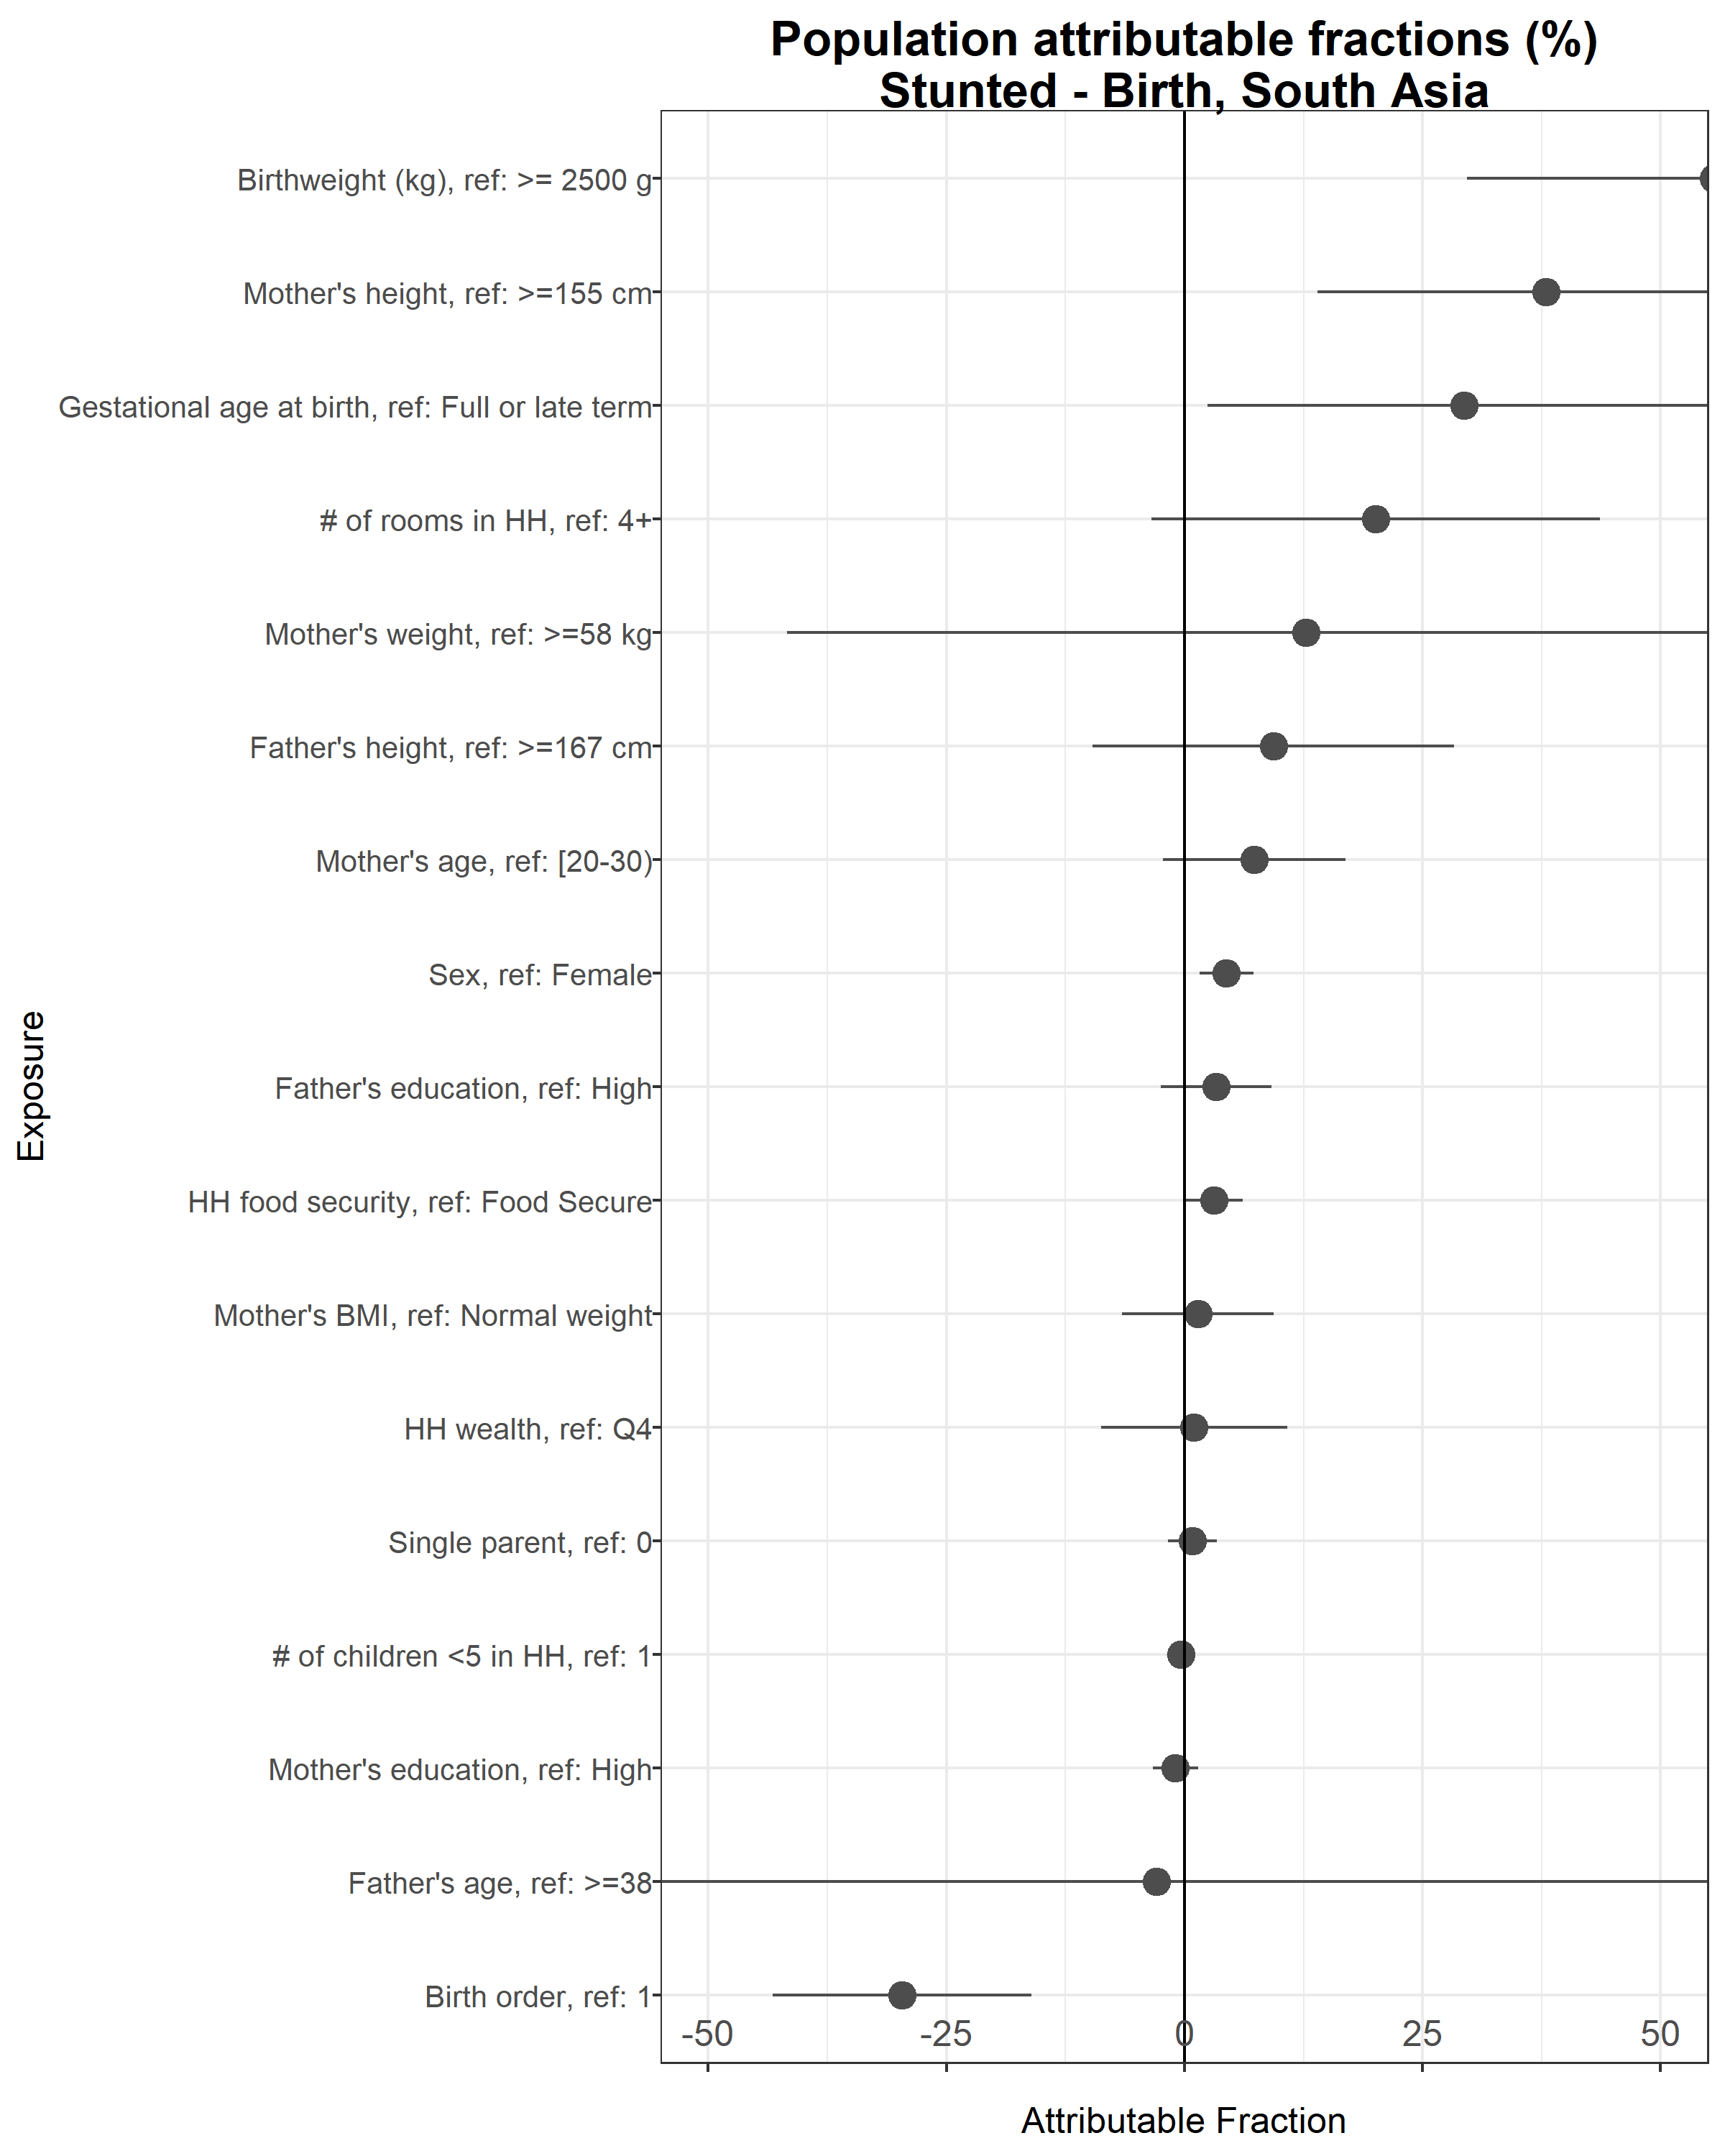 Population attributable fractions (%)
Stunted - Birth, South Asia
Birthweight (kg), ref: >= 2500 g
Mother's height, ref: >=155 cm
Gestational age at birth, ref: Full or late term
# of rooms in HH, ref: 4+
Mother's weight, ref: >=58 kg
Father's height, ref: >=167 cm
Mother's age, ref: [20-30)
Sex, ref: Female
Father's education, ref: High
HH food security, ref: Food Secure
Mother's BMI, ref: Normal weight
HH wealth, ref: Q4
Single parent, ref: 0
# of children <5 in HH, ref: 1
Mother's education, ref: High
Father's age, ref: >=38
Birth order, ref: 1
Exposure
-50 -25 0 25 50
Attributable Fraction